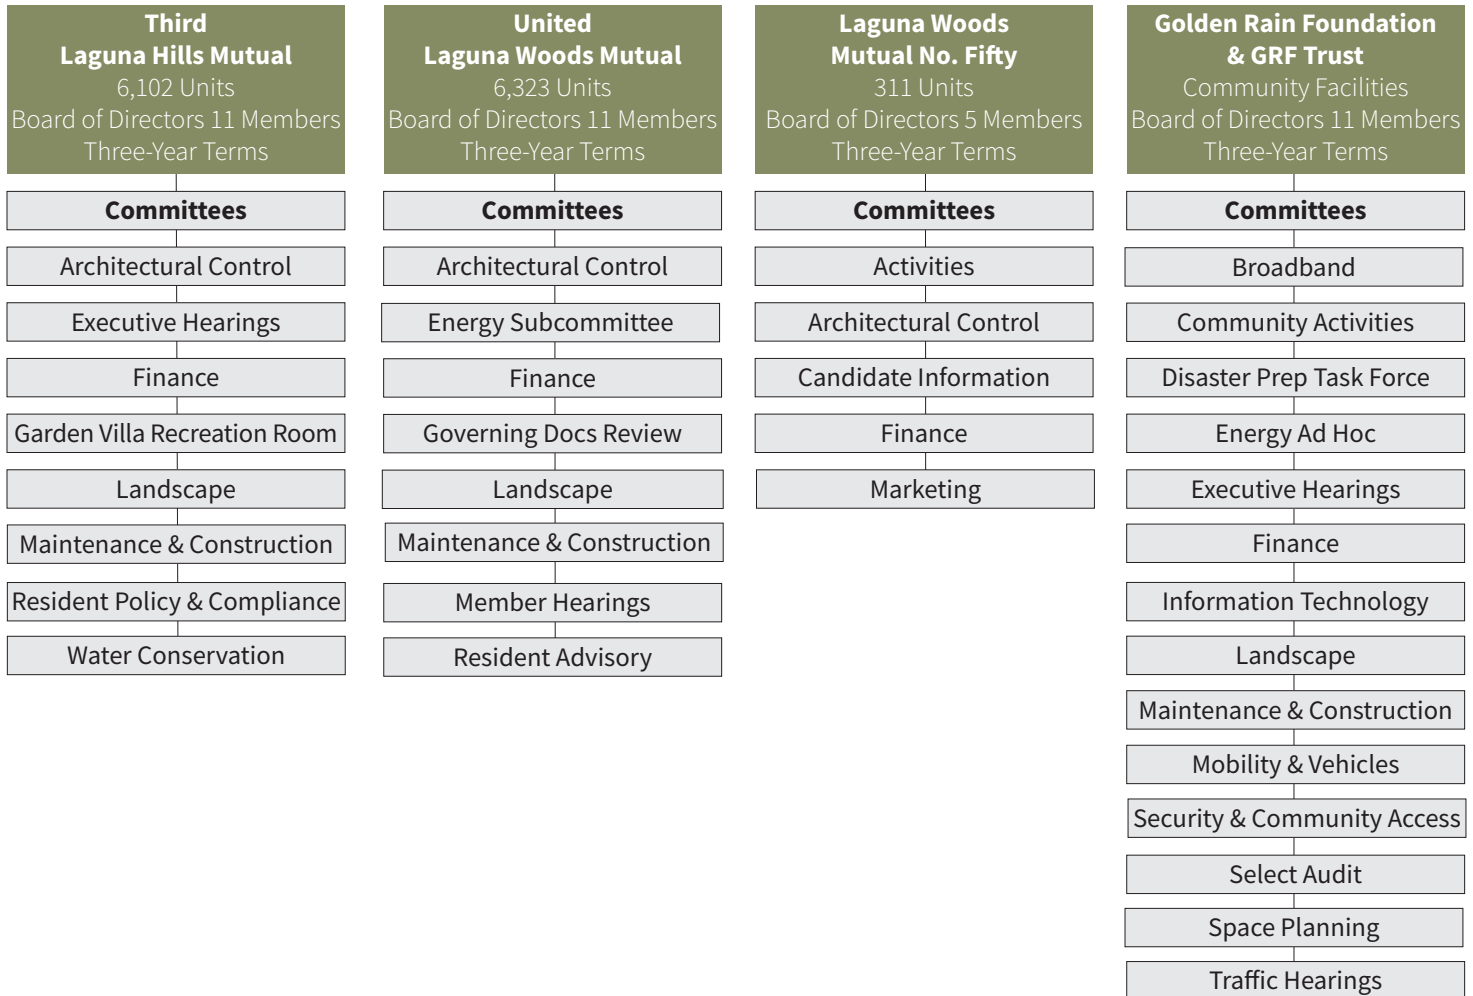 Third
Laguna Hills Mutual
6,102 Units
Board of Directors 11 Members
Three-Year Terms
Committees
Architectural Control
Executive Hearings
Finance
Garden Villa Recreation Room
Landscape
Maintenance & Construction
Resident Policy & Compliance
Water Conservation
United
Laguna Woods Mutual
6,323 Units
Board of Directors 11 Members
Three-Year Terms
Committees
Architectural Control
Energy Subcommittee
Finance
Governing Docs Review
Landscape
Maintenance & Construction
Member Hearings
Resident Advisory
Laguna Woods
Mutual No. Fifty
311 Units
Board of Directors 5 Members
Three-Year Terms
Committees
Activities
Architectural Control
Candidate Information
Finance
Marketing
Golden Rain Foundation
& GRF Trust
Community Facilities
Board of Directors 11 Members
Three-Year Terms
Committees
Broadband
Community Activities
Disaster Prep Task Force
Energy Ad Hoc
Executive Hearings
Finance
Information Technology
Landscape
Maintenance & Construction
Mobility & Vehicles
Security & Community Access
Select Audit
Space Planning
Traffic Hearings